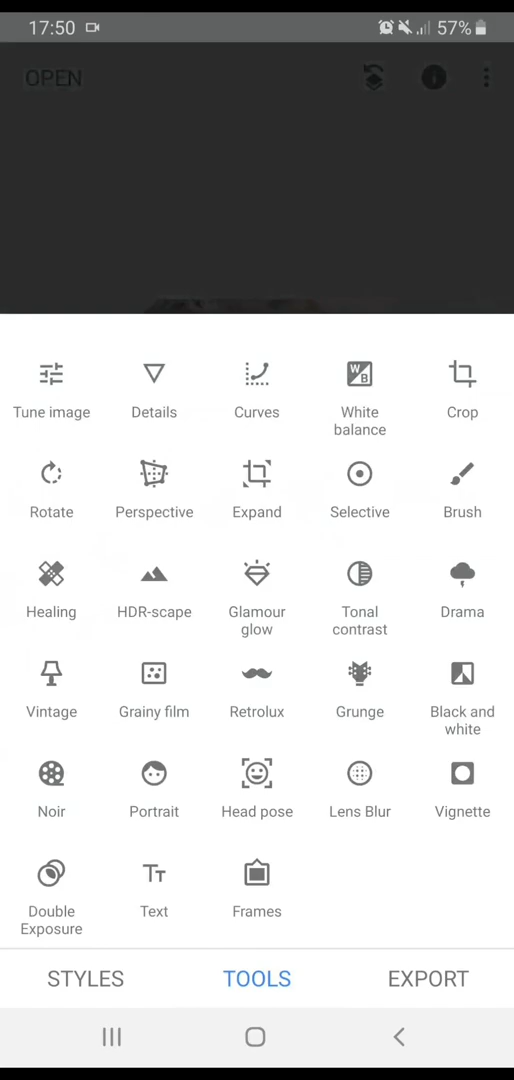 17:50 57%
OPEN
Tune image Details Curves White balance Crop
Rotate Perspective Expand Selective Brush
Healing HDR-scape Glamour glow Tonal contrast Drama
Vintage Grainy film Retrolux Grunge Black and white
Noir Portrait Head pose Lens Blur Vignette
Double Exposure Text Frames
STYLES TOOLS EXPORT